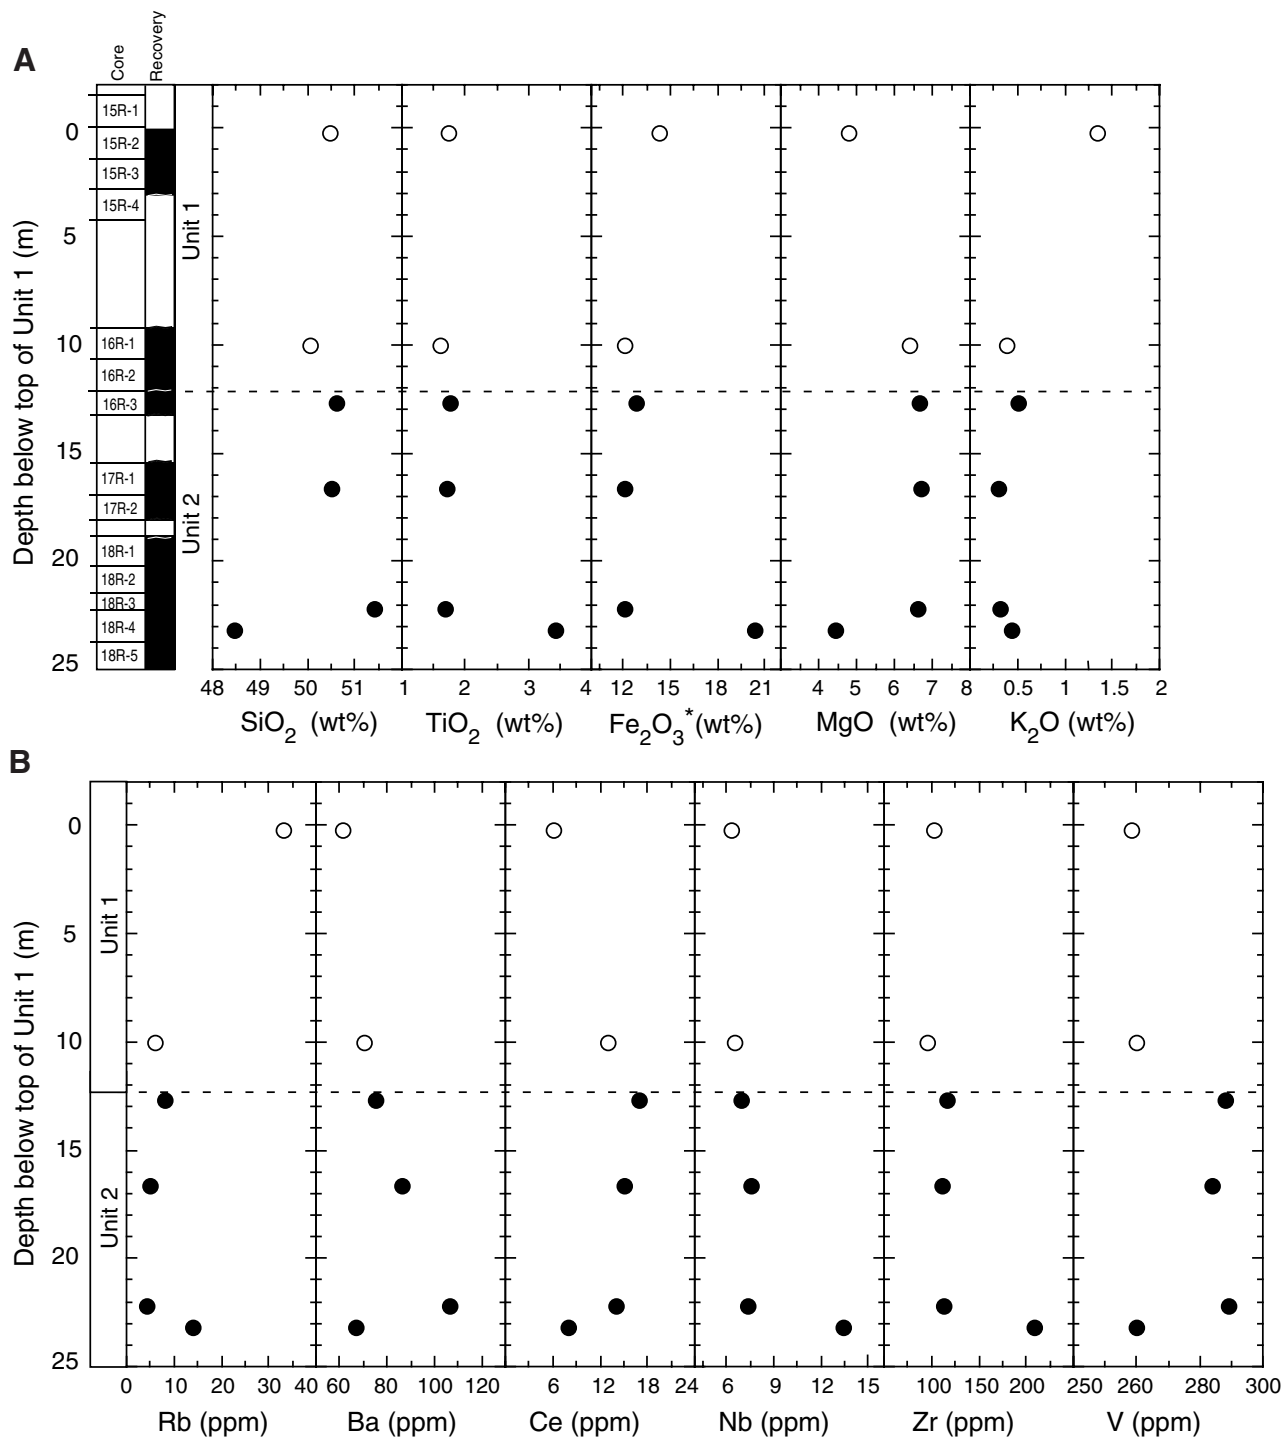 A
Core
Recovery
15R-1
15R-2
15R-3
15R-4
16R-1
16R-2
16R-3
17R-1
17R-2
18R-1
18R-2
18R-3
18R-4
18R-5
0
5
10
15
20
25
Depth below top of Unit 1 (m)
Unit 1
Unit 2
48 49 50 51 1 2 3 4 12 15 18 21 4 5 6 7 8 0.5 1 1.5 2
SiO2 (wt%) TiO2 (wt%) Fe2O3*(wt%) MgO (wt%) K2O (wt%)
B
0
5
10
15
20
25
Depth below top of Unit 1 (m)
Unit 1
Unit 2
0 10 20 30 40 60 80 100 120 6 12 18 24 6 9 12 15 100 150 200 250 260 280 300
Rb (ppm) Ba (ppm) Ce (ppm) Nb (ppm) Zr (ppm) V (ppm)